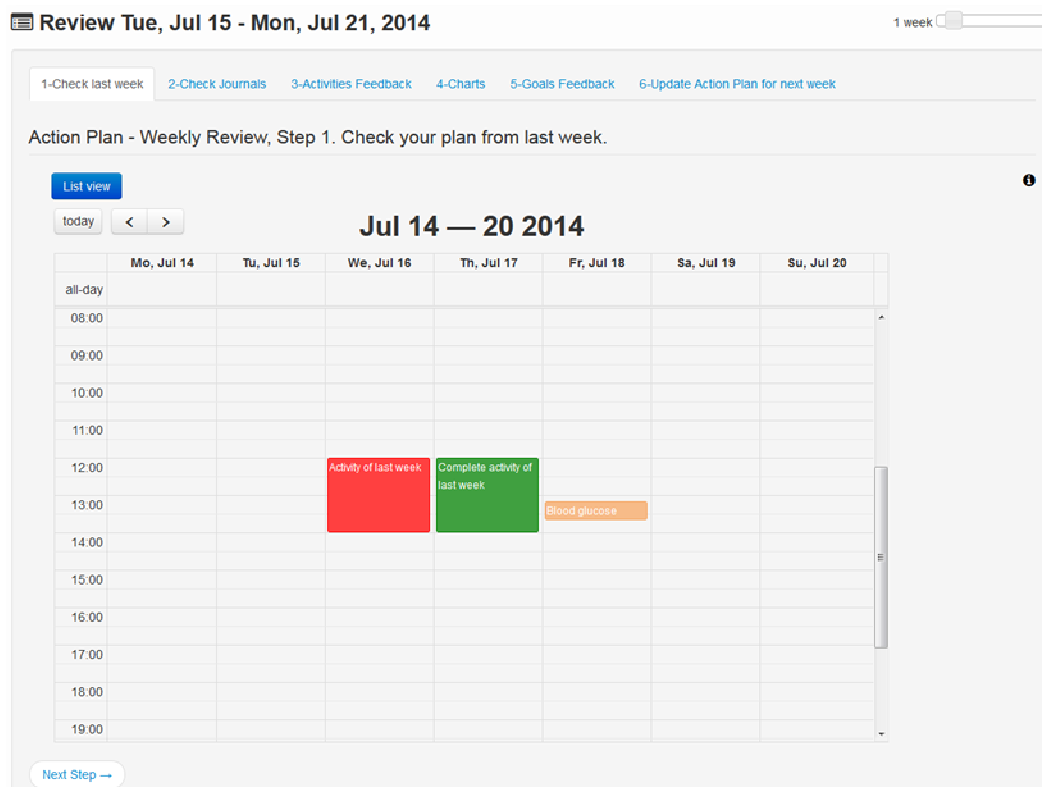 Review Tue, Jul 15 - Mon, Jul 21, 2014
1 week
1-Check last week 2-Check Journals 3-Activities Feedback 4-Charts 5-Goals Feedback 6-Update Action Plan for next week
Action Plan - Weekly Review, Step 1. Check your plan from last week.
List view
today
Jul 14 — 20 2014
Mo, Jul 14 Tu, Jul 15 We, Jul 16 Th, Jul 17 Fr, Jul 18 Sa, Jul 19 Su, Jul 20
all-day
08:00
09:00
10:00
11:00
12:00 Activity of last week Complete activity of
last week
13:00 Blood glucose
14:00
15:00
16:00
17:00
18:00
19:00
Next Step →